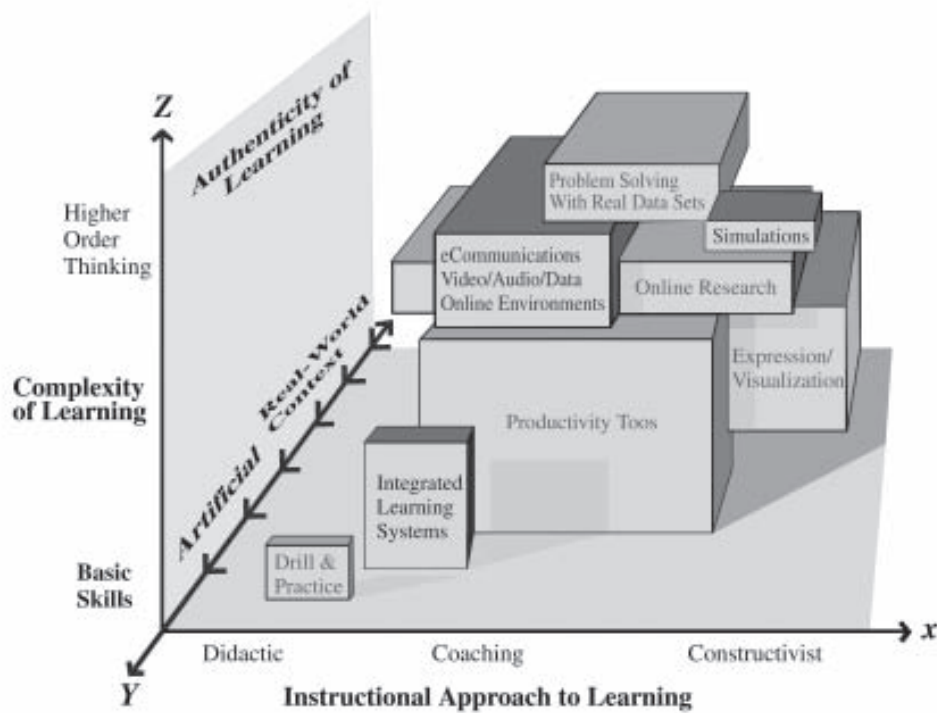 Z
Authenticity of
Learning
Higher
Order
Thinking
Problem Solving
With Real Data Sets
Simulations
eCommunications
Video/Audio/Data
Online Environments
Online Research
Expression/
Visualization
Real-World
Context
Complexity
of Learning
Productivity Toos
Artificial
Integrated
Learning
Systems
Drill &
Practice
Basic
Skills
x
Y
Didactic
Coaching
Constructivist
Instructional Approach to Learning